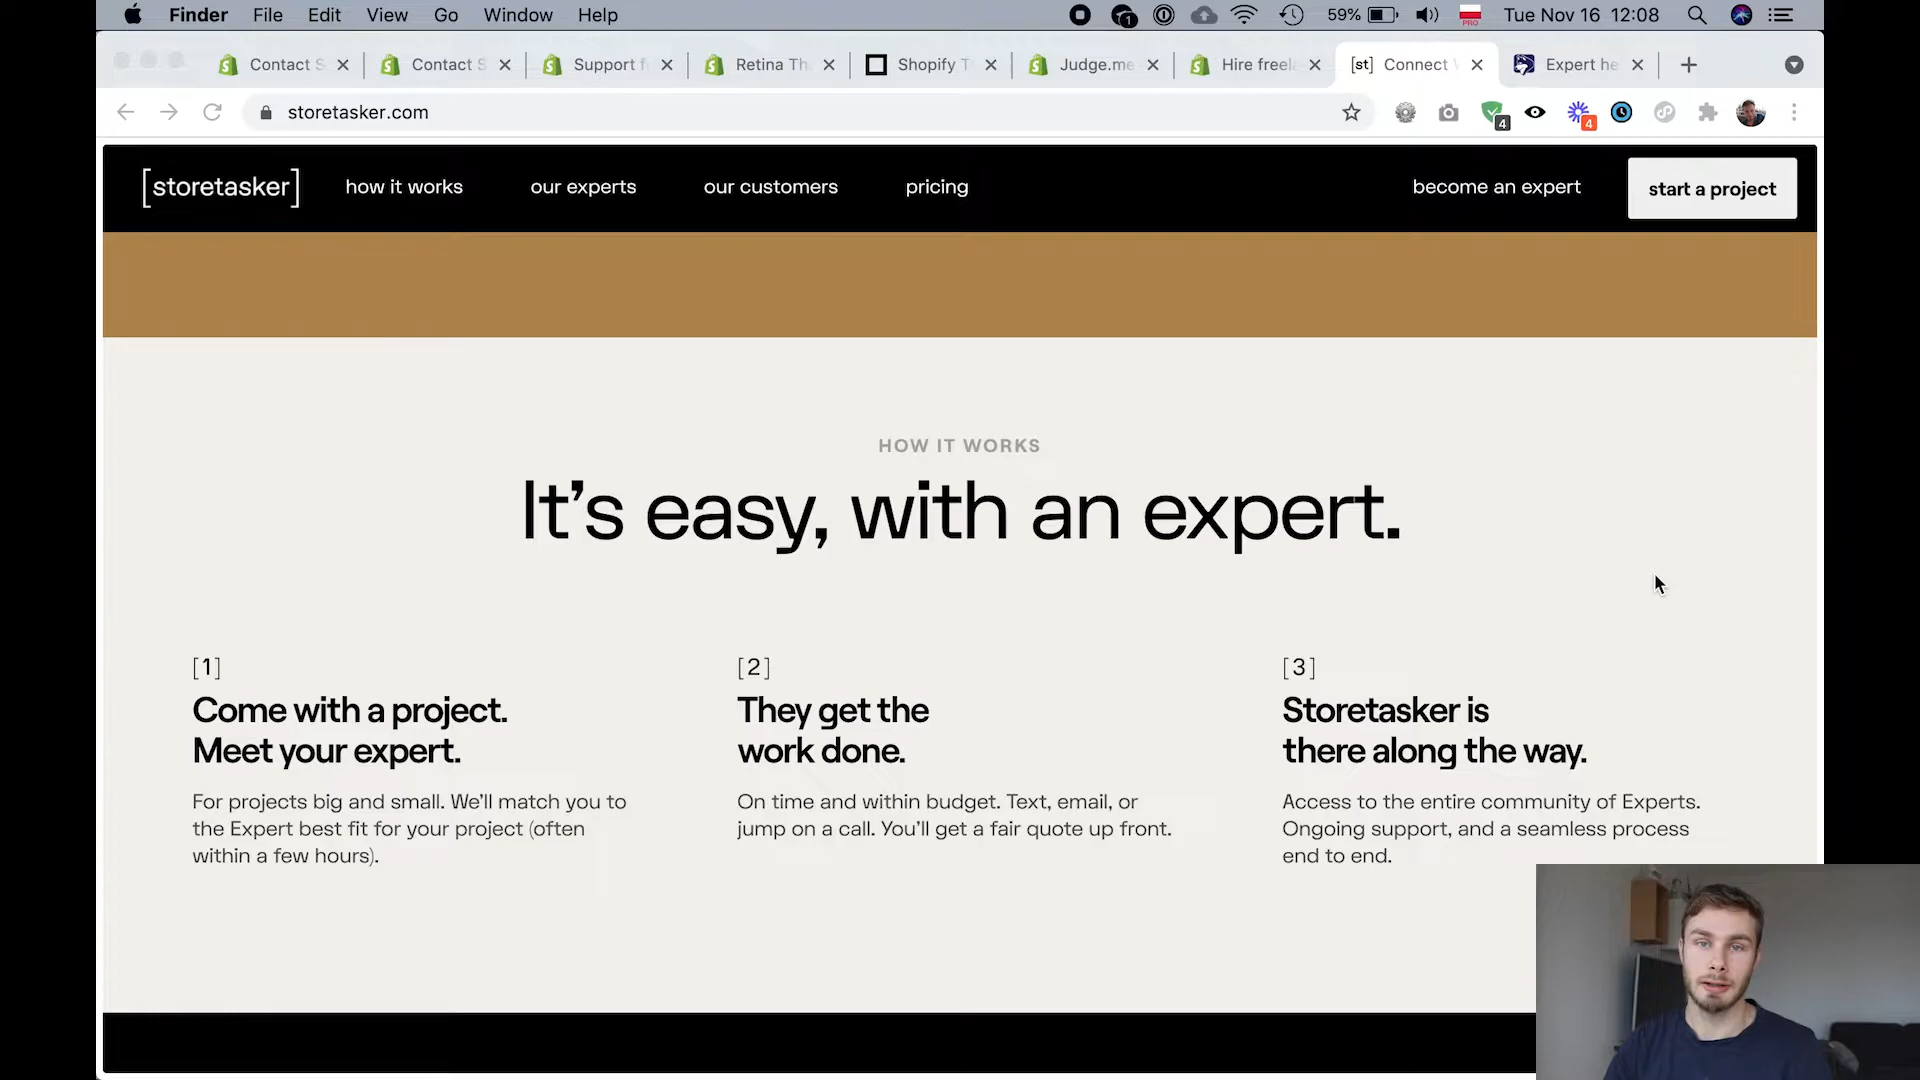 Finder File Edit View Go Window Help 1 59% PRO Tue Nov 16 12:08
Contact S Contact S Support f Retina Th Shopify T Judge.me Hire freel [st] Connect Expert he
storetasker.com 4 4
[storetasker] how it works our experts our customers pricing become an expert start a project
HOW IT WORKS
It's easy, with an expert.
[1]
Come with a project.
Meet your expert.
For projects big and small. We'll match you to
the Expert best fit for your project (often
within a few hours).
[2]
They get the
work done.
On time and within budget. Text, email, or
jump on a call. You'll get a fair quote up front.
[3]
Storetasker is
there along the way.
Access to the entire community of Experts.
Ongoing support, and a seamless process
end to end.